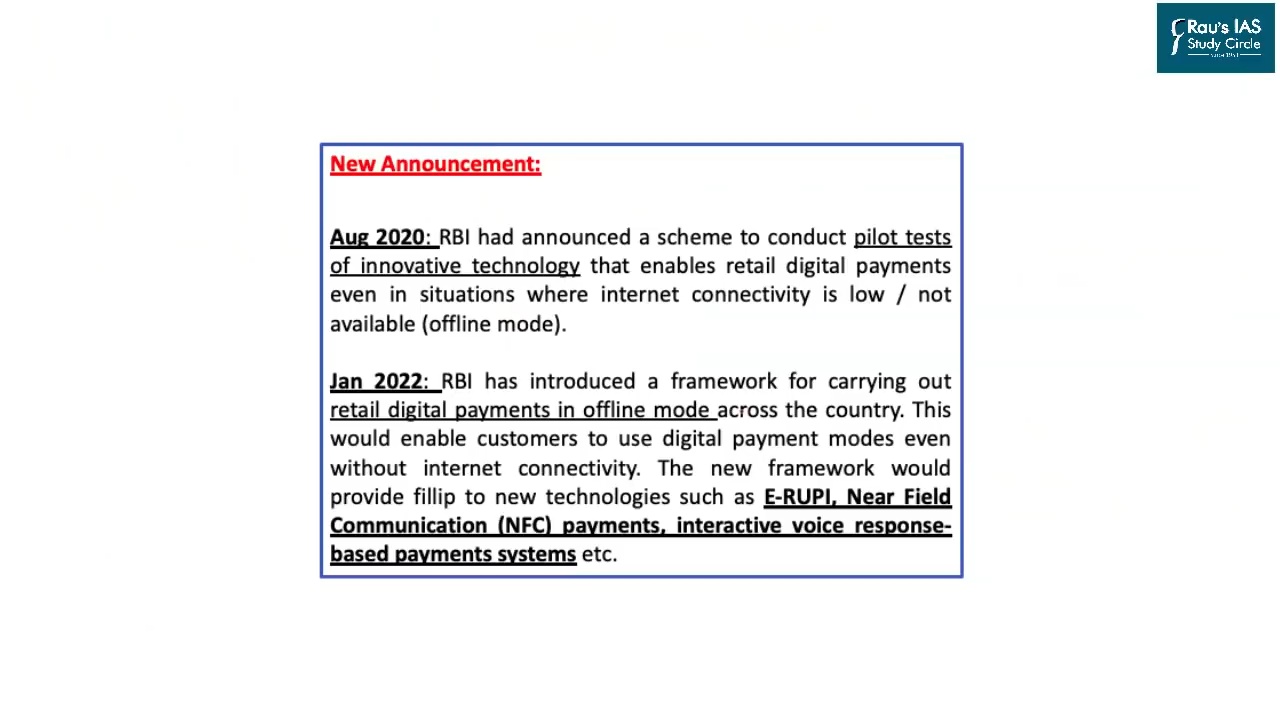 Rau's IAS
Study Circle
since 1953
New Announcement:
Aug 2020: RBI had announced a scheme to conduct pilot tests
of innovative technology that enables retail digital payments
even in situations where internet connectivity is low / not
available (offline mode).
Jan 2022: RBI has introduced a framework for carrying out
retail digital payments in offline mode across the country. This
would enable customers to use digital payment modes even
without internet connectivity. The new framework would
provide fillip to new technologies such as E-RUPI, Near Field
Communication (NFC) payments, interactive voice response-
based payments systems etc.